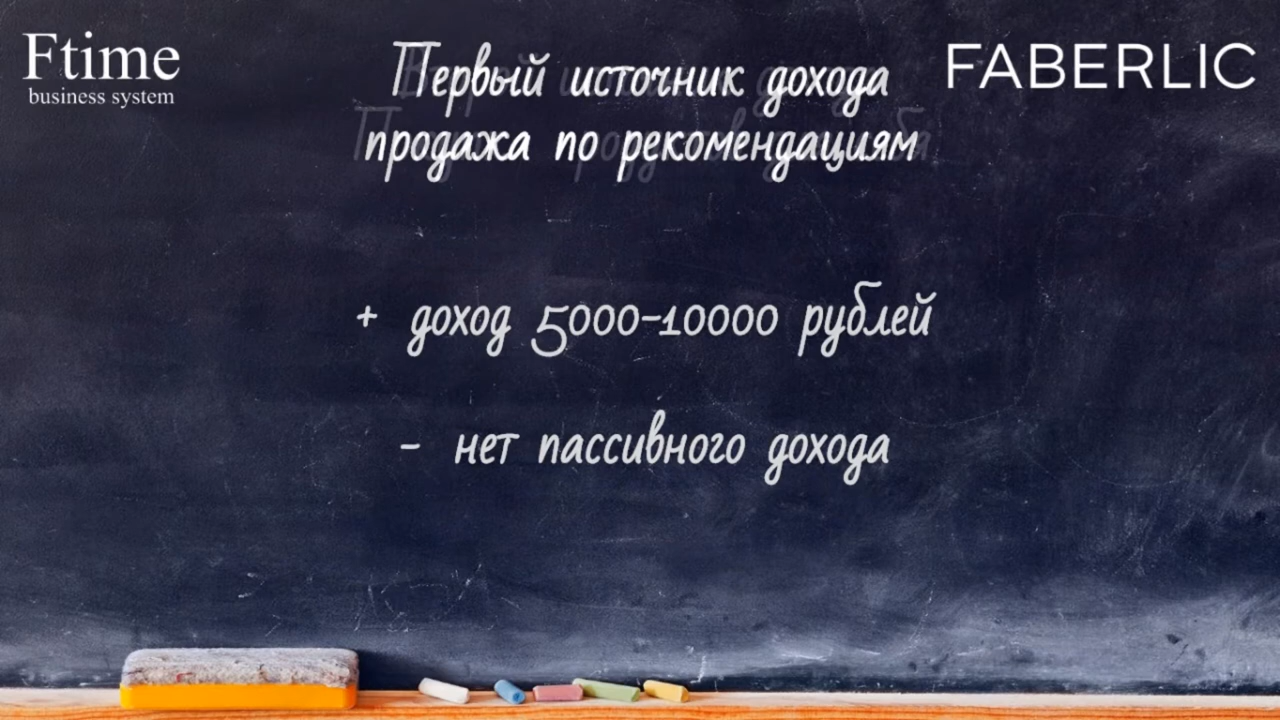 Ftime
business system
FABERLIC
Первый источник дохода
продажа по рекомендациям
+ доход 5000-10000 рублей
- нет пассивного дохода